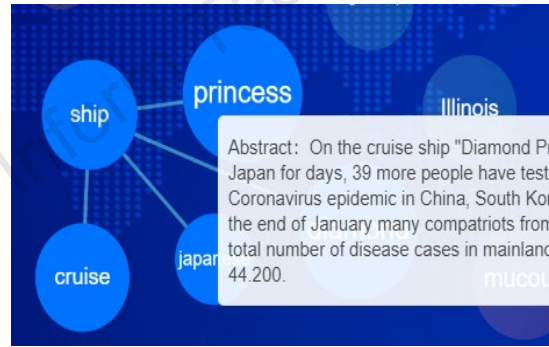 princess
ship
Illinois
Abstract: On the cruise ship "Diamond Pr
Japan for days, 39 more people have test
Coronavirus epidemic in China, South Kor
the end of January many compatriots from
total number of disease cases in mainland
44.200.
japanese
diamond
cruise
mucou